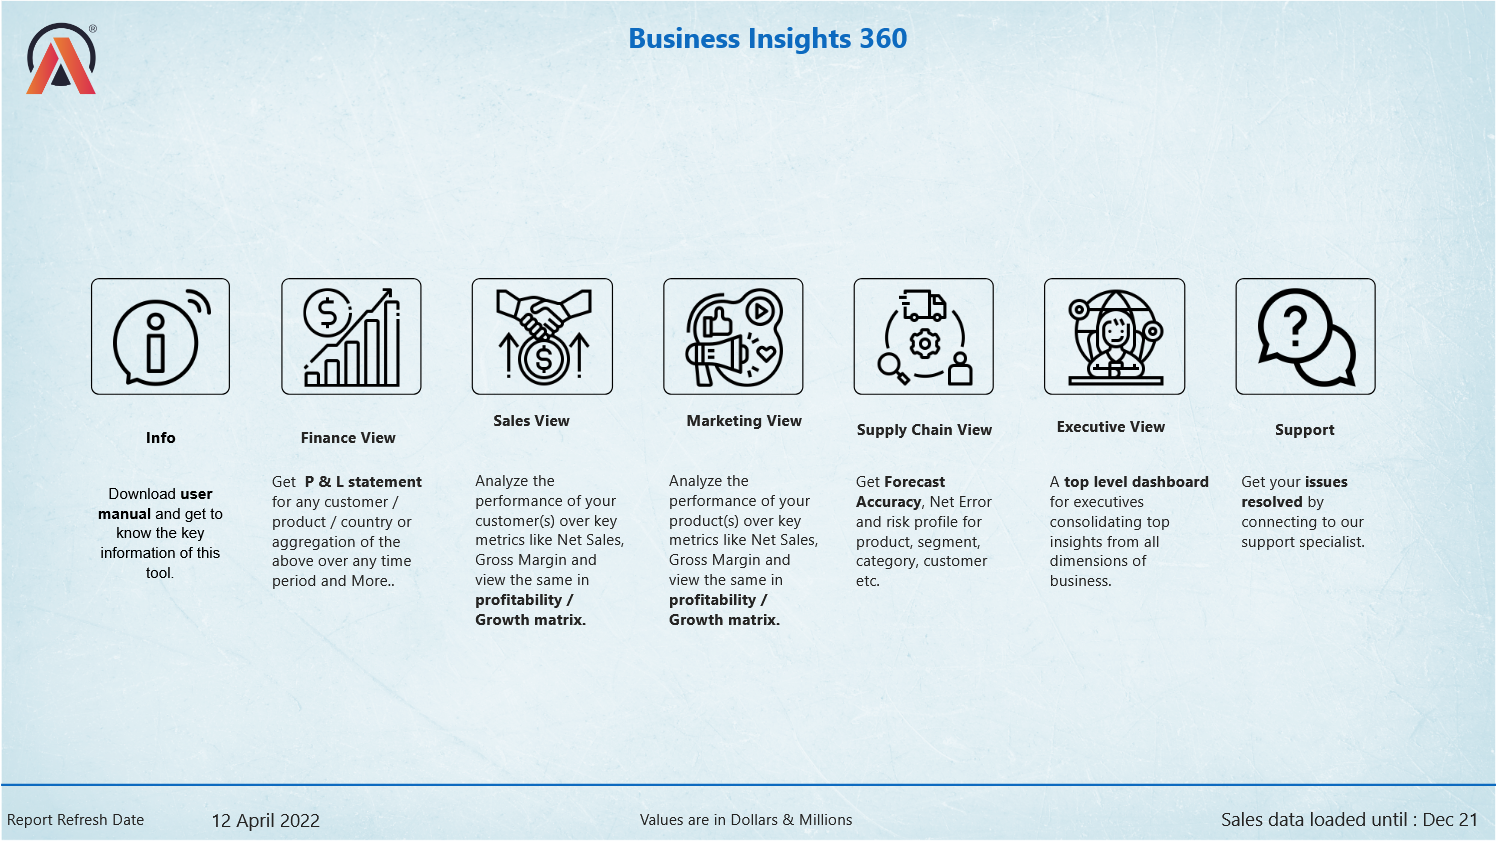 ®
Business Insights 360
Info
Download user
manual and get to
know the key
information of this
tool.
Finance View
Get P & L statement
for any customer /
product / country or
aggregation of the
above over any time
period and More..
Sales View
Analyze the
performance of your
customer(s) over key
metrics like Net Sales,
Gross Margin and
view the same in
profitability /
Growth matrix.
Marketing View
Analyze the
performance of your
product(s) over key
metrics like Net Sales,
Gross Margin and
view the same in
profitability /
Growth matrix.
Supply Chain View
Get Forecast
Accuracy, Net Error
and risk profile for
product, segment,
category, customer
etc.
Executive View
A top level dashboard
for executives
consolidating top
insights from all
dimensions of
business.
Support
Get your issues
resolved by
connecting to our
support specialist.
Report Refresh Date
12 April 2022
Values are in Dollars & Millions
Sales data loaded until : Dec 21